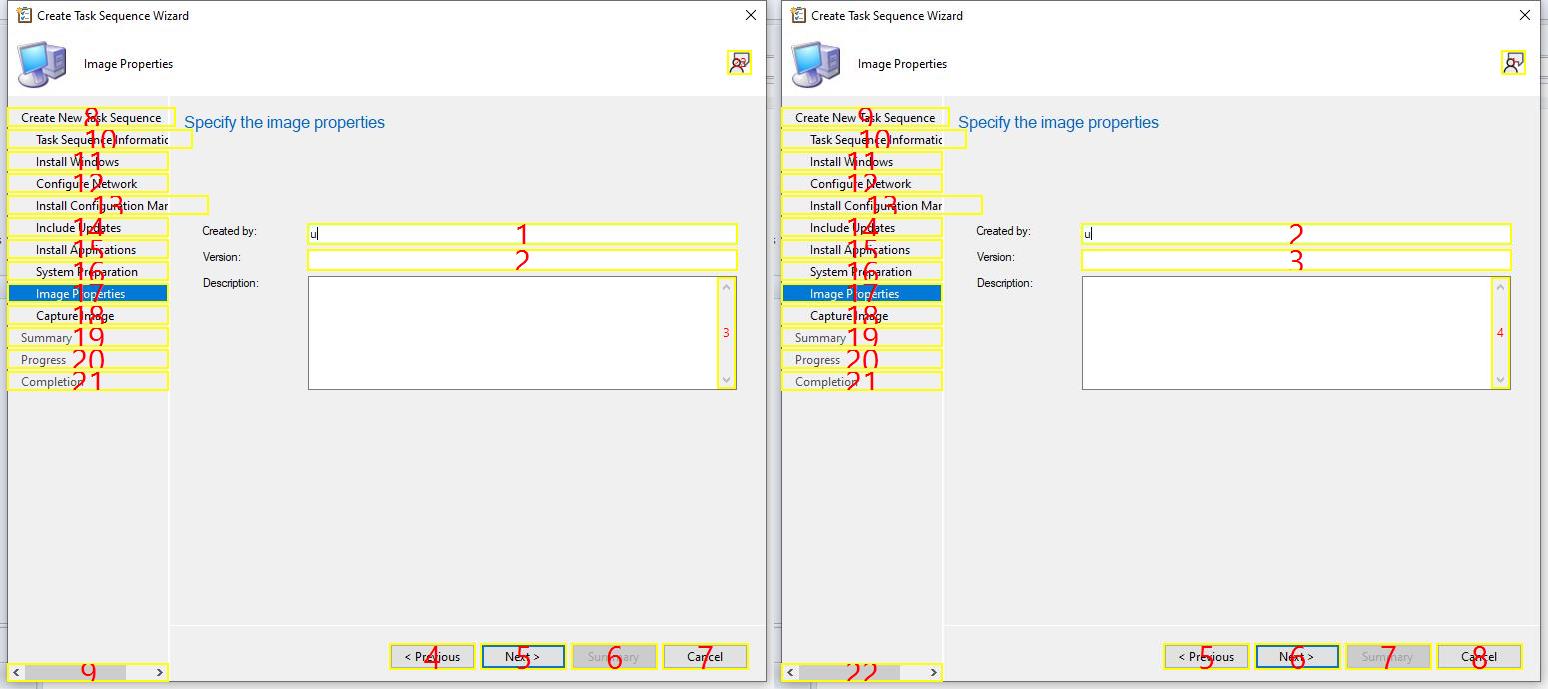 Create Task Sequence Wizard
Image Properties
23
8
Create New Task Sequence
10
Task Sequence Informatic
11
Install Windows
12
Configure Network
13
Install Configuration Mar
14
Include Updates
15
Install Applications
16
System Preparation
17
Image Properties
18
Capture Image
19
Summary
20
Progress
21
Completion
9
Specify the image properties
Created by:
u
1
Version:
2
Description:
3
< Previous
4
Next >
5
Summary
6
Cancel
7
Create Task Sequence Wizard
Image Properties
1
9
Create New Task Sequence
10
Task Sequence Informatic
11
Install Windows
12
Configure Network
13
Install Configuration Mar
14
Include Updates
15
Install Applications
16
System Preparation
17
Image Properties
18
Capture Image
19
Summary
20
Progress
21
Completion
22
Specify the image properties
Created by:
u
2
Version:
3
Description:
4
< Previous
5
Next >
6
Summary
7
Cancel
8